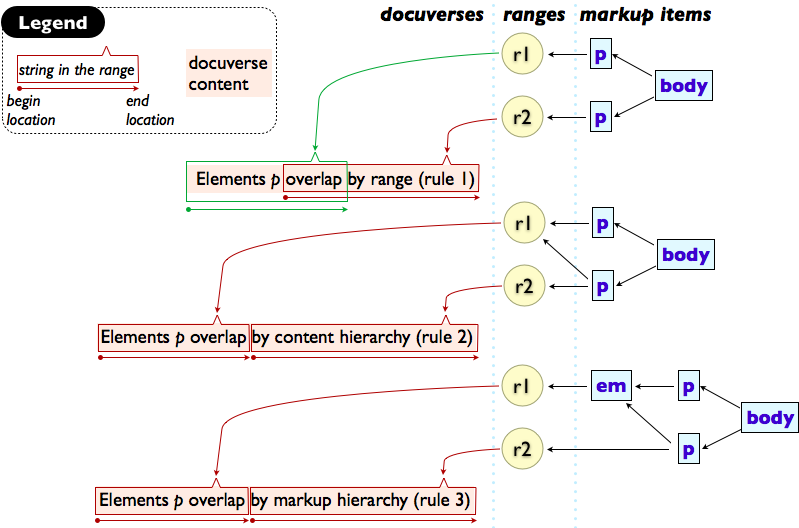 Legend
string in the range
begin location
end location
docuverse content
docuverses
ranges
markup items
r1
p
body
r2
p
Elements p overlap by range (rule 1)
r1
p
body
r2
p
Elements p overlap by content hierarchy (rule 2)
r1
em
p
body
r2
p
Elements p overlap by markup hierarchy (rule 3)